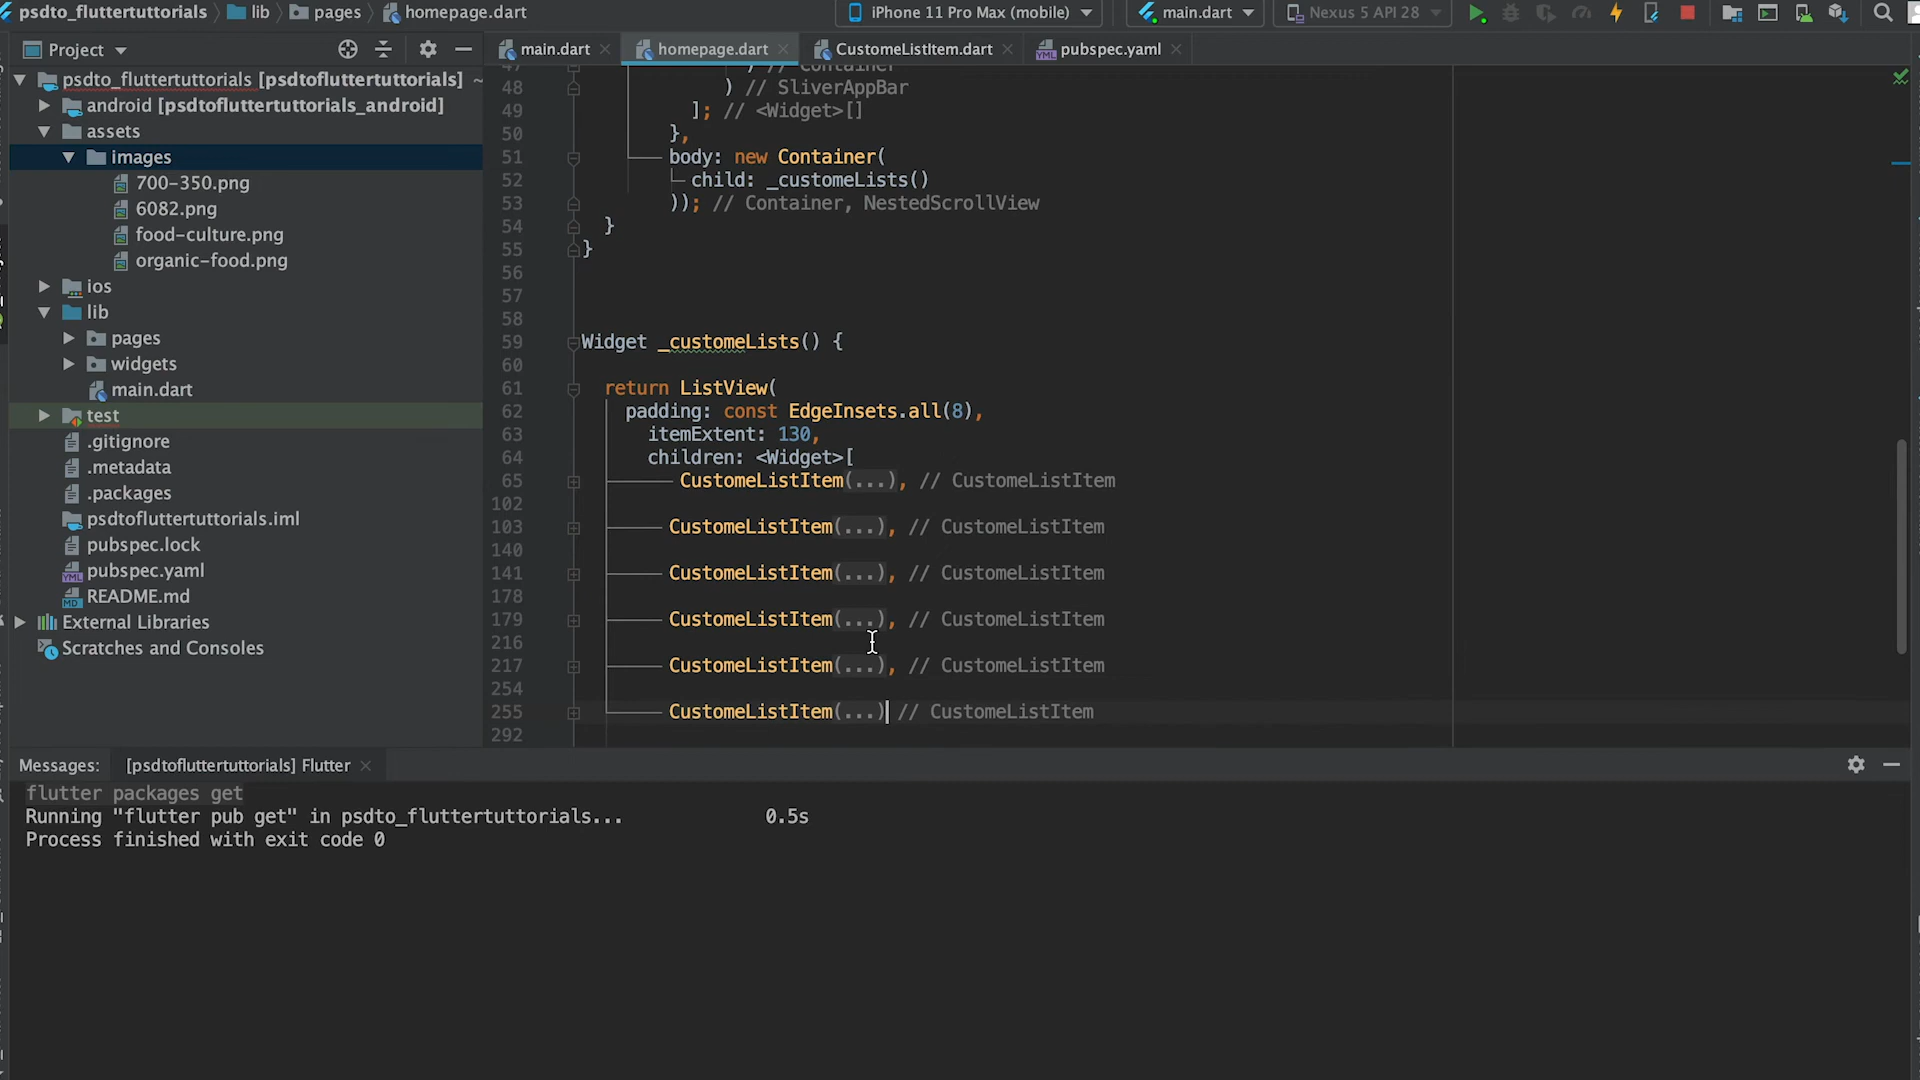 psdto_fluttertuttorials lib pages homepage.dart iPhone 11 Pro Max (mobile) main.dart Nexus 5 API 28
Project main.dart homepage.dart CustomeListItem.dart pubspec.yaml
psdto_fluttertuttorials [psdtofluttertuttorials] ~
android [psdtofluttertuttorials_android]
assets
images
700-350.png
6082.png
food-culture.png
organic-food.png
ios
lib
pages
widgets
main.dart
test
.gitignore
.metadata
.packages
psdtofluttertuttorials.iml
pubspec.lock
pubspec.yaml
README.md
External Libraries
Scratches and Consoles
47 ) // Container
48 ) // SliverAppBar
49 ]; // <Widget>[]
50 },
51 body: new Container(
52 child: _customeLists()
53 )); // Container, NestedScrollView
54 }
55 }
56
57
58
59 Widget _customeLists() {
60
61 return ListView(
62 padding: const EdgeInsets.all(8),
63 itemExtent: 130,
64 children: <Widget>[
65 CustomeListItem(...), // CustomeListItem
102
103 CustomeListItem(...), // CustomeListItem
140
141 CustomeListItem(...), // CustomeListItem
178
179 CustomeListItem(...), // CustomeListItem
216
217 CustomeListItem(...), // CustomeListItem
254
255 CustomeListItem(...) // CustomeListItem
292
Messages: [psdtofluttertuttorials] Flutter
flutter packages get
Running "flutter pub get" in psdto_fluttertuttorials... 0.5s
Process finished with exit code 0